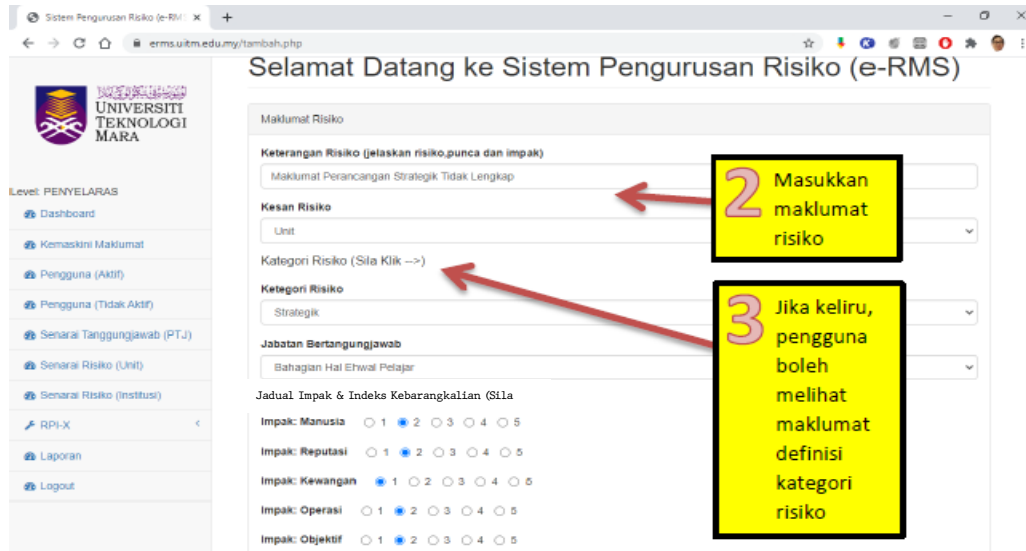 Sistem Pengurusan Risiko (e-RMS
erms.uitm.edu.my/tambah.php
Selamat Datang ke Sistem Pengurusan Risiko (e-RMS)
UNIVERSITI
TEKNOLOGI
MARA
Level: PENYELARAS
Dashboard
Kemaskini Maklumat
Pengguna (Aktif)
Pengguna (Tidak Aktif)
Senarai Tanggungjawab (PTJ)
Senarai Risiko (Unit)
Senarai Risiko (Institusi)
RPI-X
Laporan
Logout
Maklumat Risiko
Keterangan Risiko (jelaskan risiko,punca dan impak)
Maklumat Perancangan Strategik Tidak Lengkap
Kesan Risiko
Unit
Kategori Risiko (Sila Klik -->)
Ketegori Risiko
Strategik
Jabatan Bertangungjawab
Bahagian Hal Ehwal Pelajar
Jadual Impak & Indeks Kebarangkalian (Sila
Impak: Manusia 1 2 3 4 5
Impak: Reputasi 1 2 3 4 5
Impak: Kewangan 1 2 3 4 5
Impak: Operasi 1 2 3 4 5
Impak: Objektif 1 2 3 4 5
2 Masukkan
maklumat
risiko
3 Jika keliru,
pengguna
boleh
melihat
maklumat
definisi
kategori
risiko